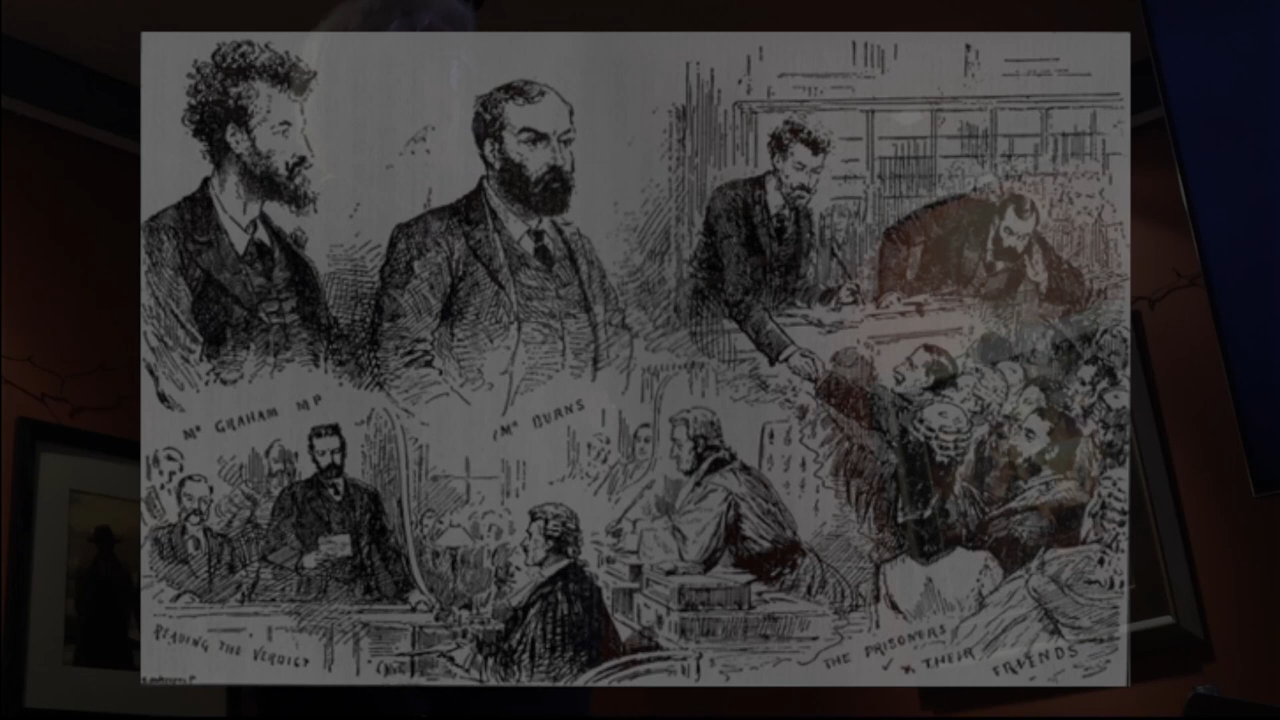 Mr GRAHAM MP
Mr BURNS
READING THE VERDICT
THE PRISONERS
& THEIR FRIENDS